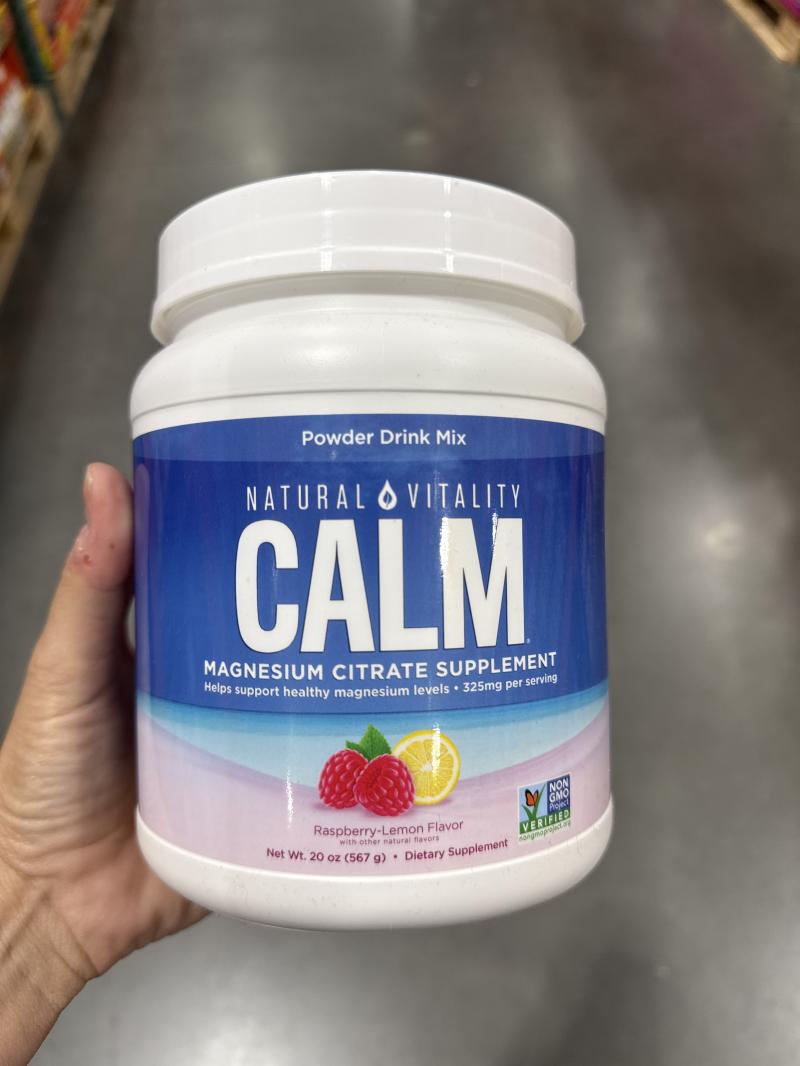 Powder Drink Mix
NATURAL VITALITY
CALM
MAGNESIUM CITRATE SUPPLEMENT
Helps support healthy magnesium levels • 325mg per serving
Raspberry-Lemon Flavor
with other natural flavors
Net Wt. 20 oz (567 g) • Dietary Supplement
NON
GMO
Project
VERIFIED
nongmoproject.org